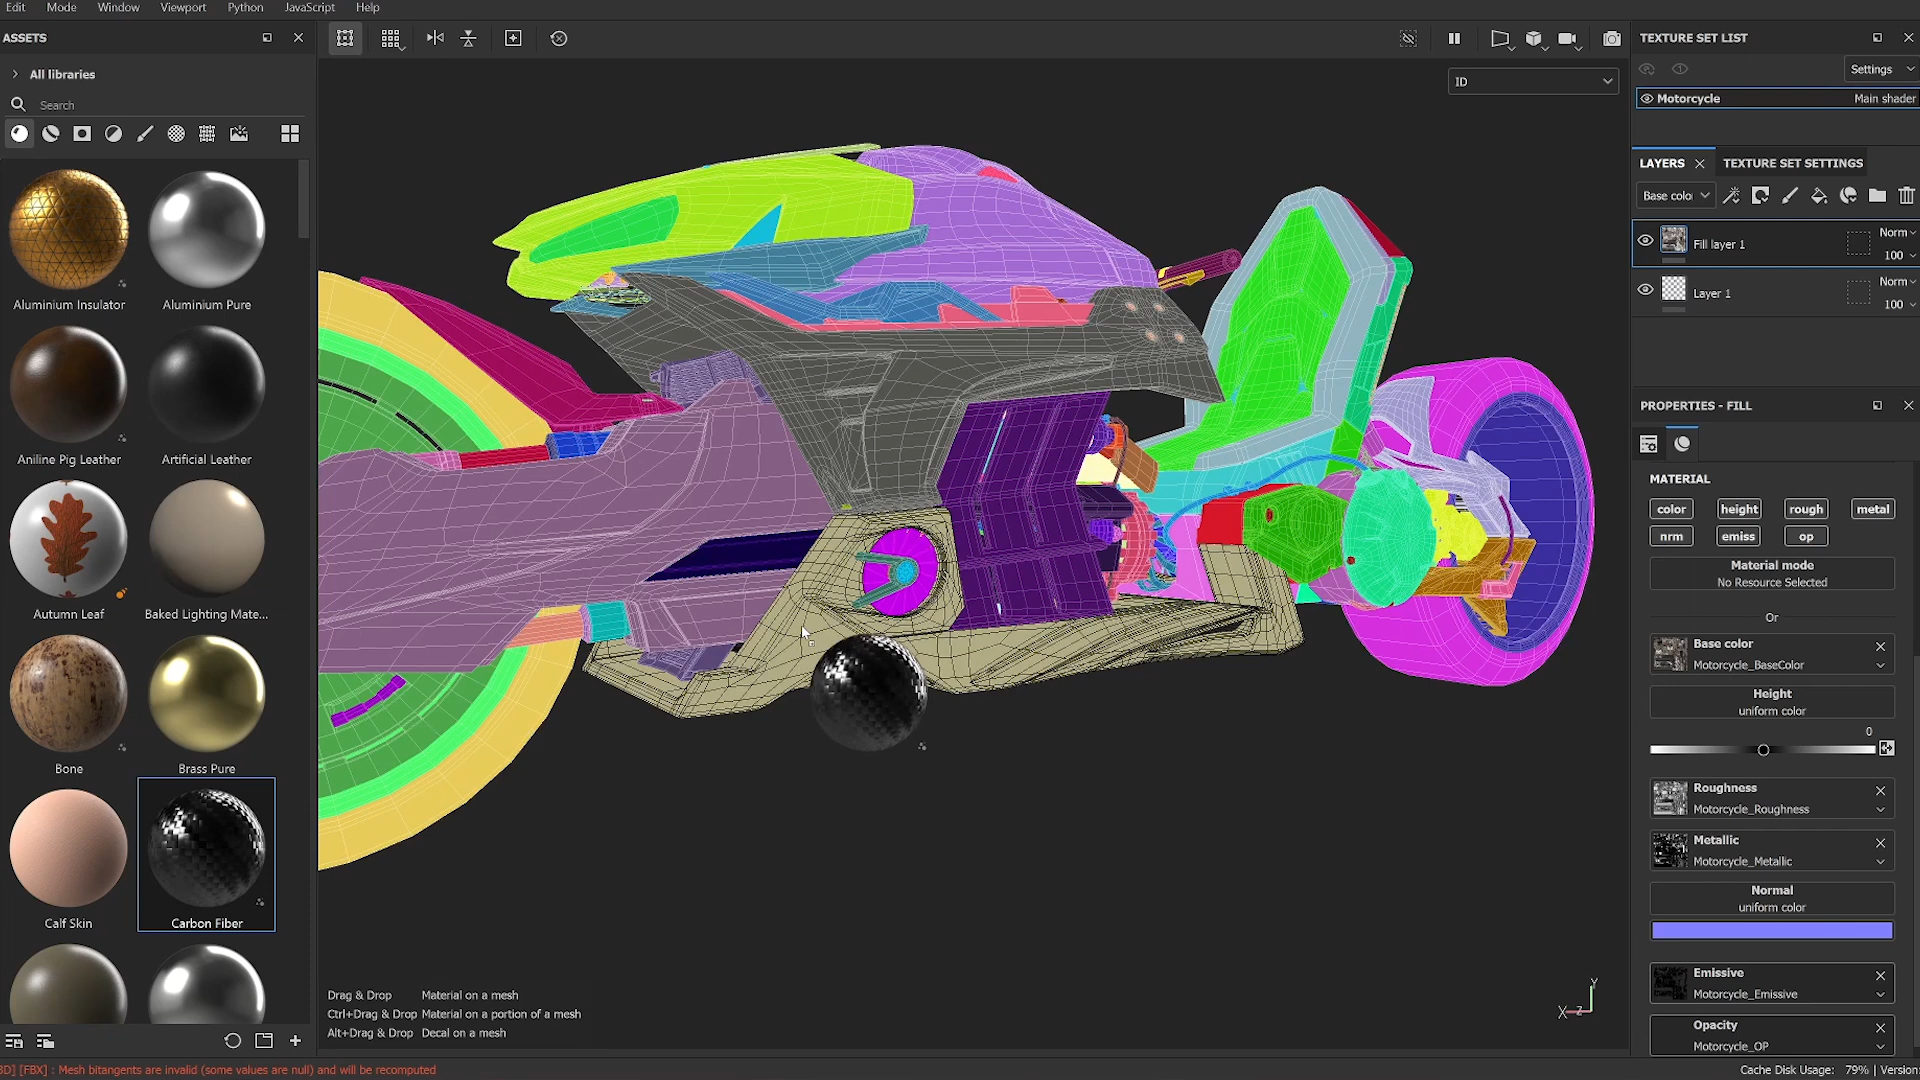 Edit Mode Window Viewport Python JavaScript Help
ASSETS
All libraries
Search
Aluminium Insulator
Aluminium Pure
Aniline Pig Leather
Artificial Leather
Autumn Leaf
Baked Lighting Mate...
Bone
Brass Pure
Calf Skin
Carbon Fiber
ID
Drag & Drop Material on a mesh
Ctrl+Drag & Drop Material on a portion of a mesh
Alt+Drag & Drop Decal on a mesh
Y
X Z
TEXTURE SET LIST
Settings
Motorcycle Main shader
LAYERS TEXTURE SET SETTINGS
Base colo
Fill layer 1
Norm
100
Layer 1
Norm
100
PROPERTIES - FILL
MATERIAL
color height rough metal
nrm emiss op
Material mode
No Resource Selected
Or
Base color
Motorcycle_BaseColor
Height
uniform color
0
Roughness
Motorcycle_Roughness
Metallic
Motorcycle_Metallic
Normal
uniform color
Emissive
Motorcycle_Emissive
Opacity
Motorcycle_OP
3D] [FBX] : Mesh bitangents are invalid (some values are null) and will be recomputed
Cache Disk Usage: 79% | Version: